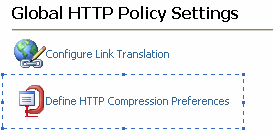 Global HTTP Policy Settings
Configure Link Translation
Define HTTP Compression Preferences